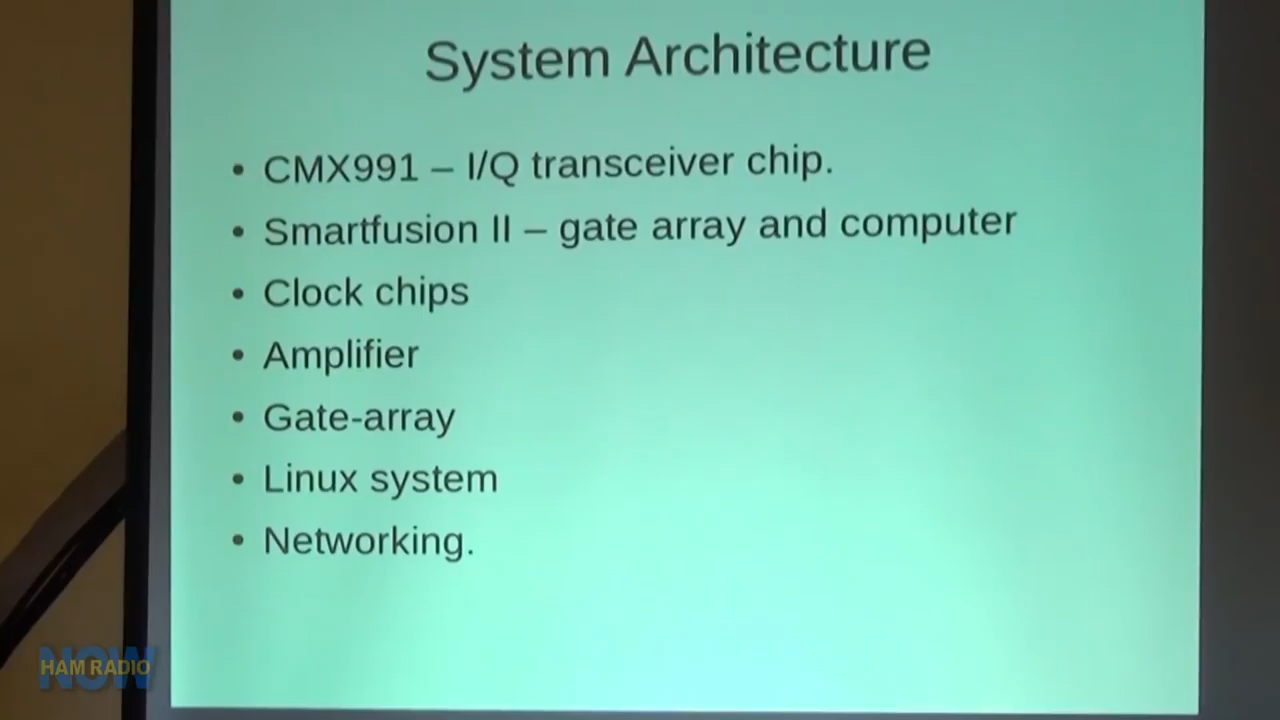 System Architecture
• CMX991 – I/Q transceiver chip.
• Smartfusion II – gate array and computer
• Clock chips
• Amplifier
• Gate-array
• Linux system
• Networking.
HAM RADIO
NOW